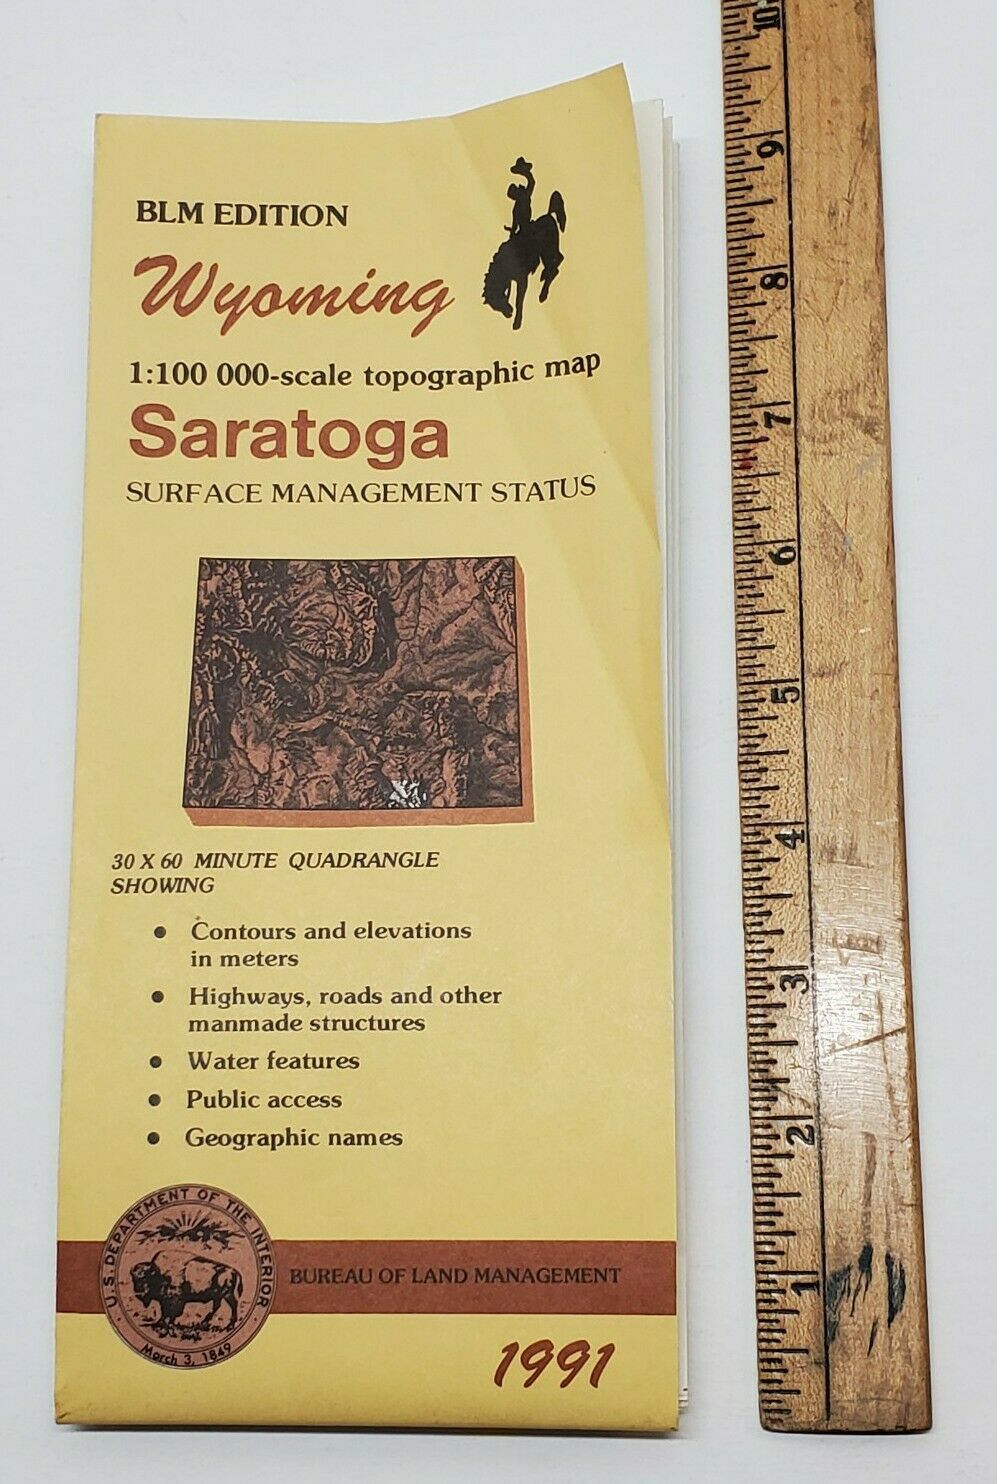 BLM EDITION
Wyoming
1:100 000-scale topographic map
Saratoga
SURFACE MANAGEMENT STATUS
30 X 60 MINUTE QUADRANGLE
SHOWING
● Contours and elevations
in meters
● Highways, roads and other
manmade structures
● Water features
● Public access
● Geographic names
U.S. DEPARTMENT OF THE INTERIOR
March 3, 1849
BUREAU OF LAND MANAGEMENT
1991
10
9
8
7
6
5
4
3
2
1